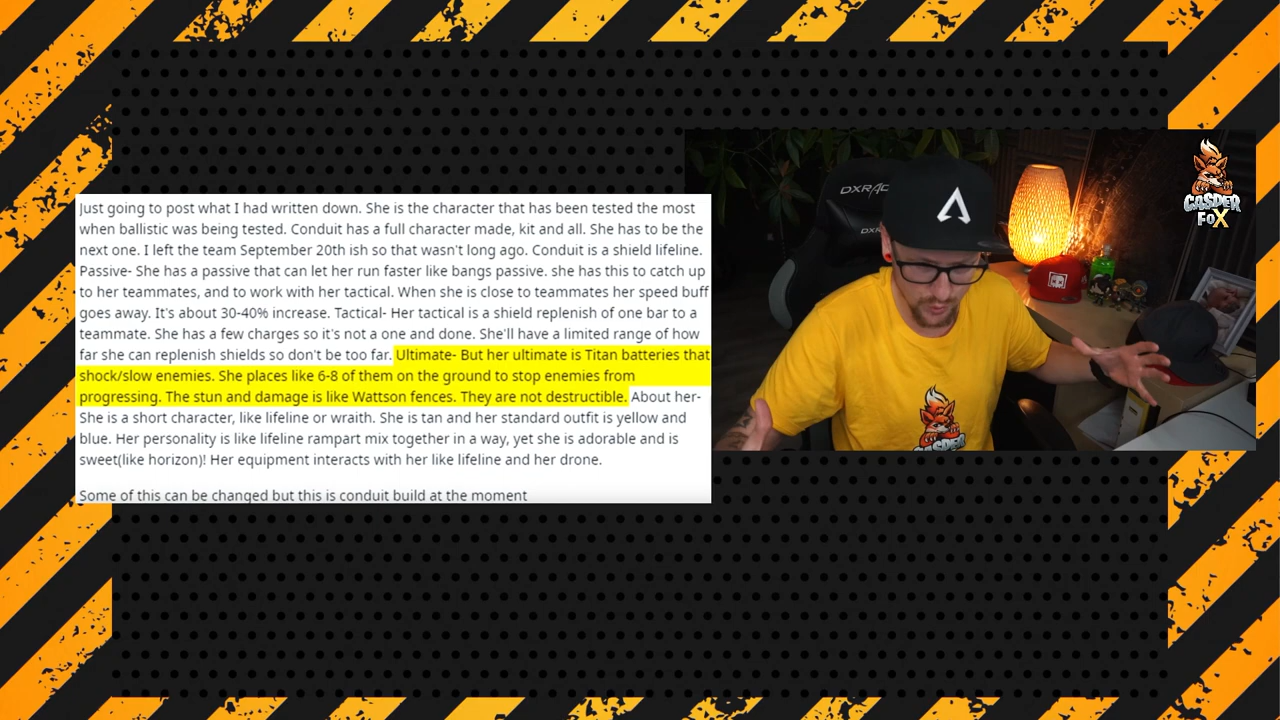 Just going to post what I had written down. She is the character that has been tested the most
when ballistic was being tested. Conduit has a full character made, kit and all. She has to be the
next one. I left the team September 20th ish so that wasn't long ago. Conduit is a shield lifeline.
Passive- She has a passive that can let her run faster like bangs passive. she has this to catch up
to her teammates, and to work with her tactical. When she is close to teammates her speed buff
goes away. It's about 30-40% increase. Tactical- Her tactical is a shield replenish of one bar to a
teammate. She has a few charges so it's not a one and done. She'll have a limited range of how
far she can replenish shields so don't be too far. Ultimate- But her ultimate is Titan batteries that
shock/slow enemies. She places like 6-8 of them on the ground to stop enemies from
progressing. The stun and damage is like Wattson fences. They are not destructible. About her-
She is a short character, like lifeline or wraith. She is tan and her standard outfit is yellow and
blue. Her personality is like lifeline rampart mix together in a way, yet she is adorable and is
sweet(like horizon)! Her equipment interacts with her like lifeline and her drone.
Some of this can be changed but this is conduit build at the moment
CASPER
FOX